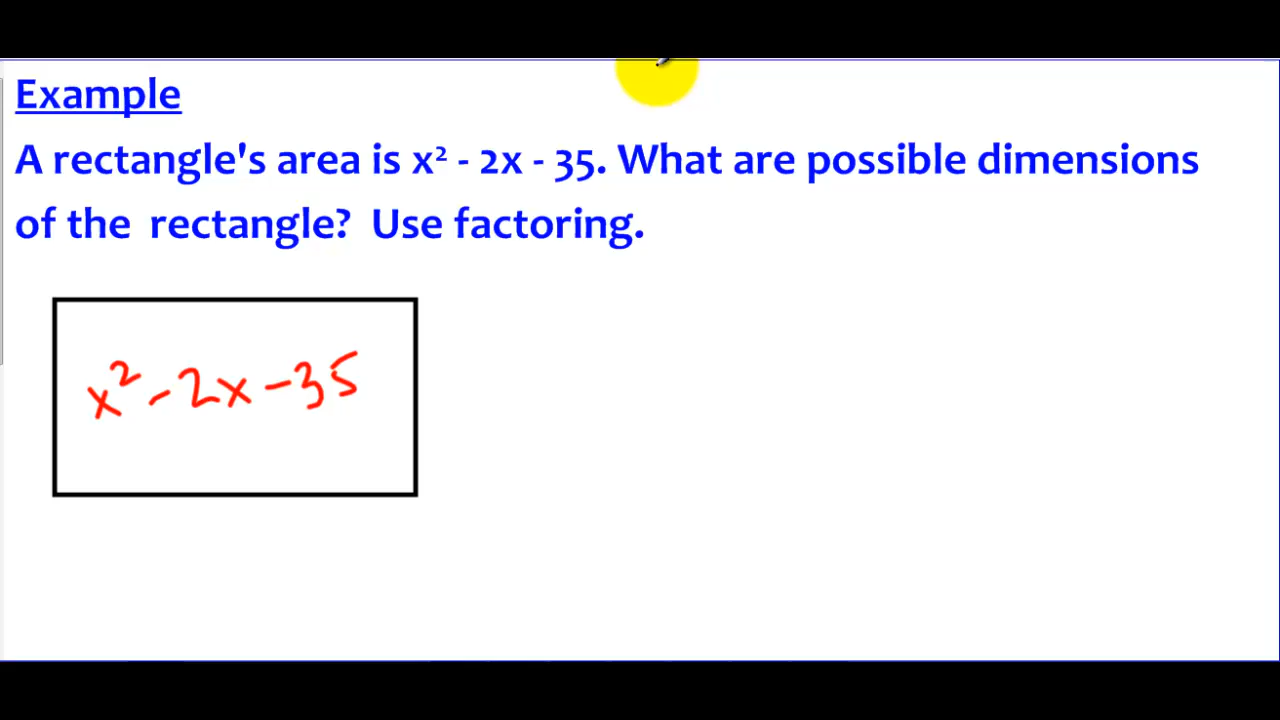 Example
A rectangle's area is x² - 2x - 35. What are possible dimensions
of the rectangle? Use factoring.
x² - 2x - 35